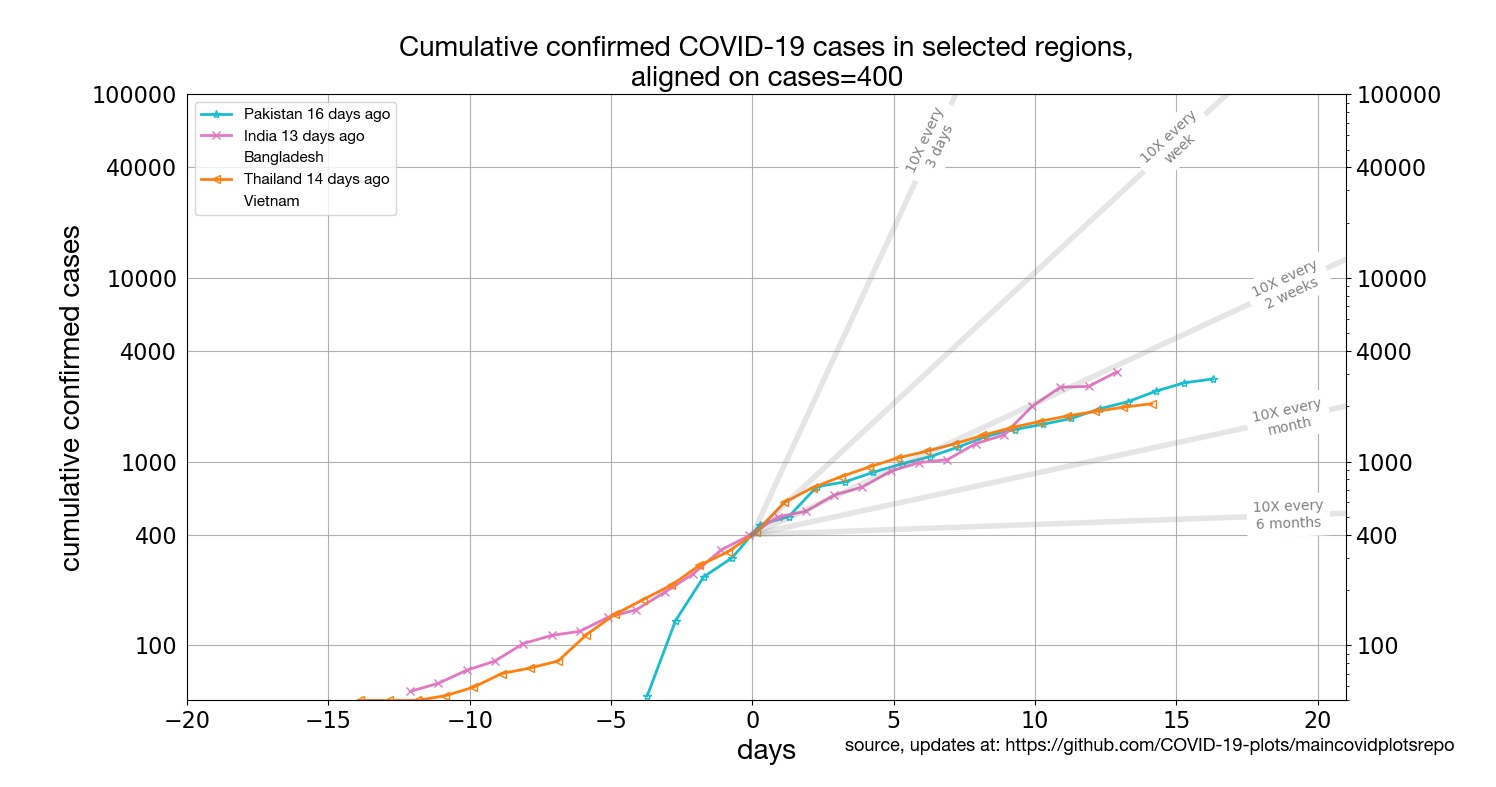 Cumulative confirmed COVID-19 cases in selected regions,
aligned on cases=400
100000
40000
10000
4000
1000
400
100
cumulative confirmed cases
Pakistan 16 days ago
India 13 days ago
Bangladesh
Thailand 14 days ago
Vietnam
10X every
3 days
10X every
week
10X every
2 weeks
10X every
month
10X every
6 months
100000
40000
10000
4000
1000
400
100
−20 −15 −10 −5 0 5 10 15 20
days
source, updates at: https://github.com/COVID-19-plots/maincovidplotsrepo